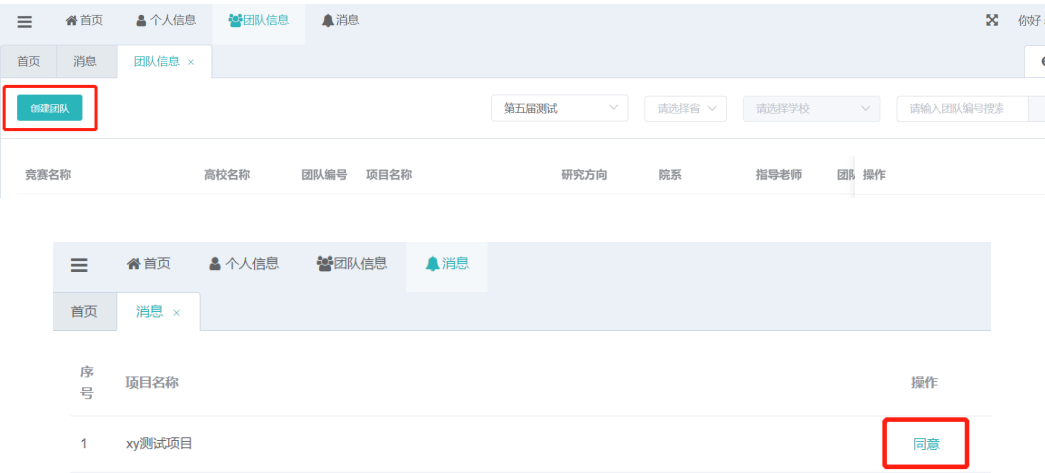 首页 个人信息 团队信息 消息 你好
首页 消息 团队信息 ×
创建团队 第五届测试 请选择省 请选择学校 请输入团队编号搜索
竞赛名称 高校名称 团队编号 项目名称 研究方向 院系 指导老师 团队 操作
首页 个人信息 团队信息 消息
首页 消息 ×
序号 项目名称 操作
1 xy测试项目 同意